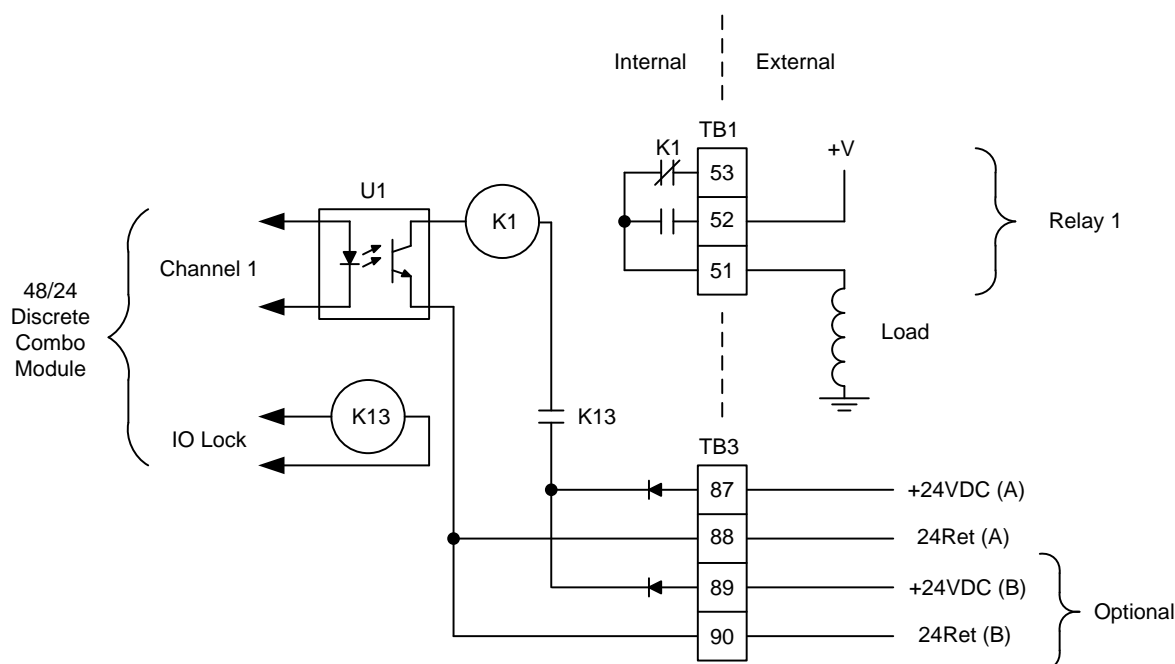 Internal
External
TB1
K1
53
+V
U1
52
K1
Relay 1
51
Channel 1
48/24
Discrete
Combo
Module
Load
K13
K13
IO Lock
TB3
87
+24VDC (A)
88
24Ret (A)
89
+24VDC (B)
Optional
90
24Ret (B)